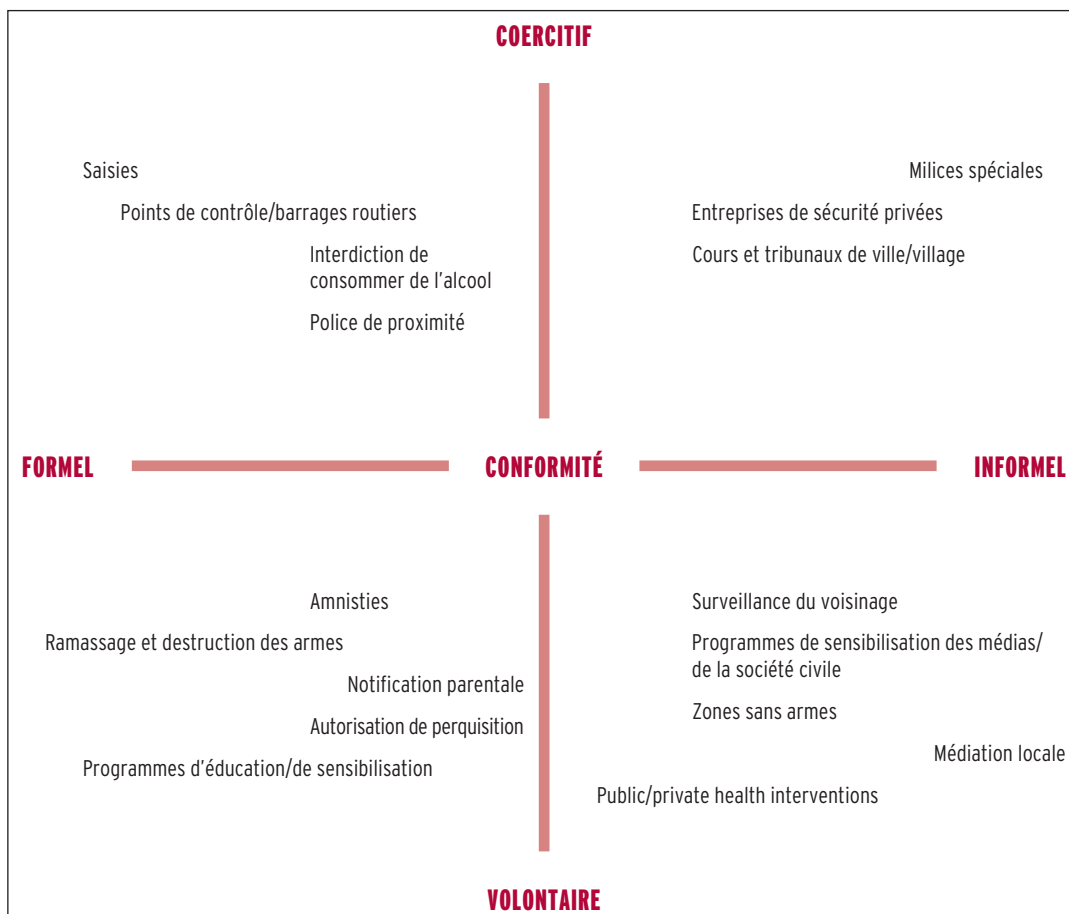 COERCITIF
Saisies
Points de contrôle/barrages routiers
Interdiction de
consommer de l'alcool
Police de proximité
Milices spéciales
Entreprises de sécurité privées
Cours et tribunaux de ville/village
FORMEL
CONFORMITÉ
INFORMEL
Amnisties
Ramassage et destruction des armes
Notification parentale
Autorisation de perquisition
Programmes d'éducation/de sensibilisation
Surveillance du voisinage
Programmes de sensibilisation des médias/
de la société civile
Zones sans armes
Médiation locale
Public/private health interventions
VOLONTAIRE